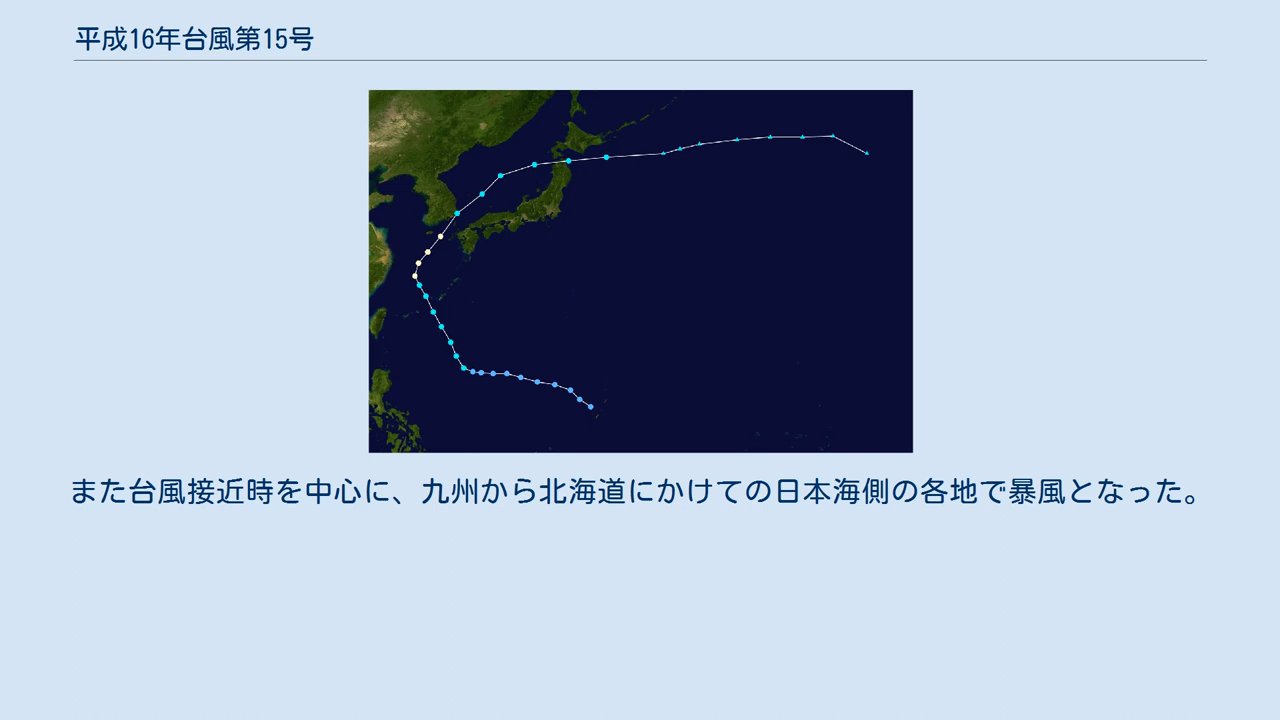 平成16年台風第15号
また台風接近時を中心に、九州から北海道にかけての日本海側の各地で暴風となった。